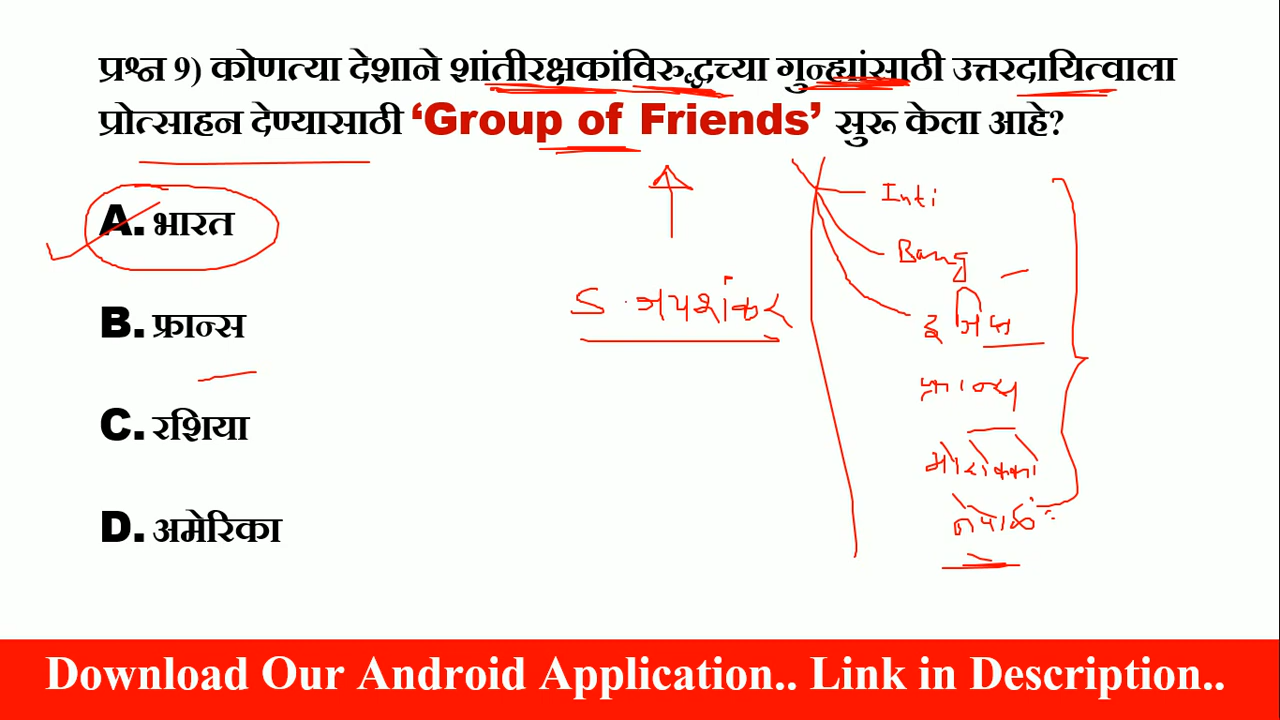 प्रश्न 9) कोणत्या देशाने शांतीरक्षकांविरुद्धच्या गुन्ह्यांसाठी उत्तरदायित्वाला
प्रोत्साहन देण्यासाठी ‘Group of Friends’ सुरू केला आहे?
A. भारत
B. फ्रान्स
C. रशिया
D. अमेरिका
S. जयशंकर
Inti
Bang
फ्रान्स
मोरोक्को
नेपाळ
Download Our Android Application.. Link in Description..